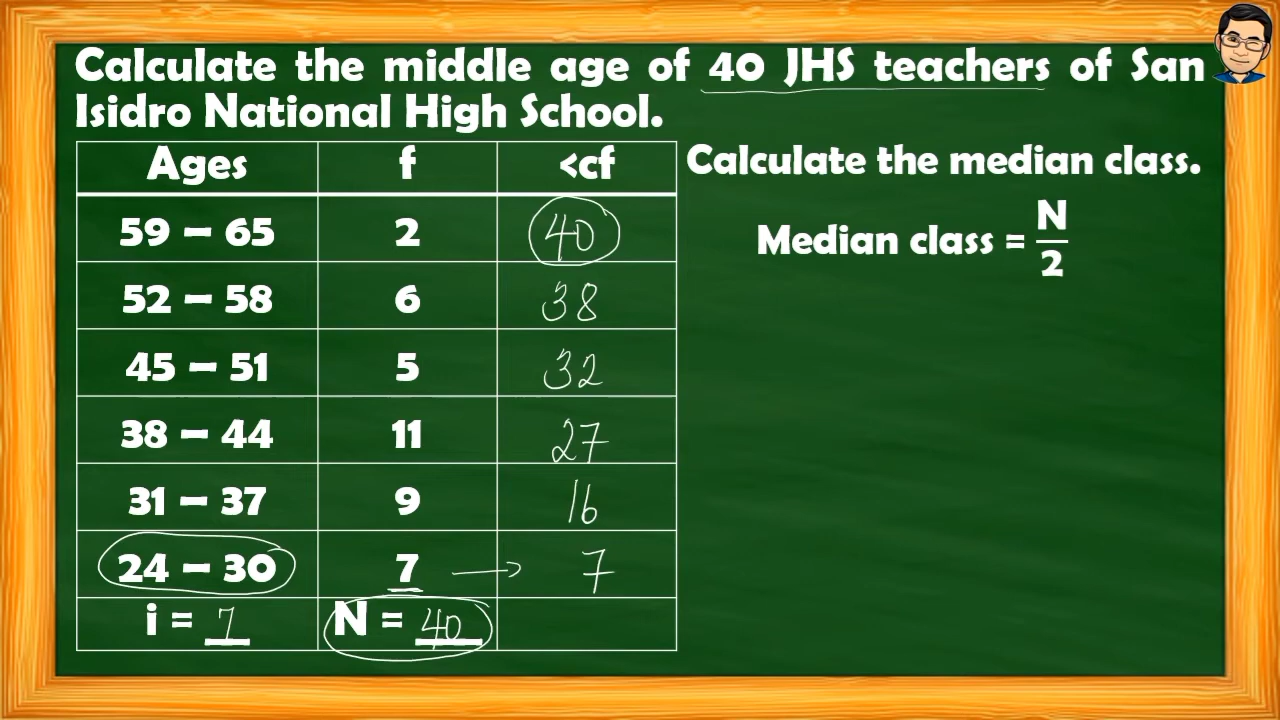 Calculate the middle age of 40 JHS teachers of San
Isidro National High School.
Ages f <cf
59 – 65 2 40
52 – 58 6 38
45 – 51 5 32
38 – 44 11 27
31 – 37 9 16
24 – 30 7 → 7
i = 7 N = 40
Calculate the median class.
Median class = N/2